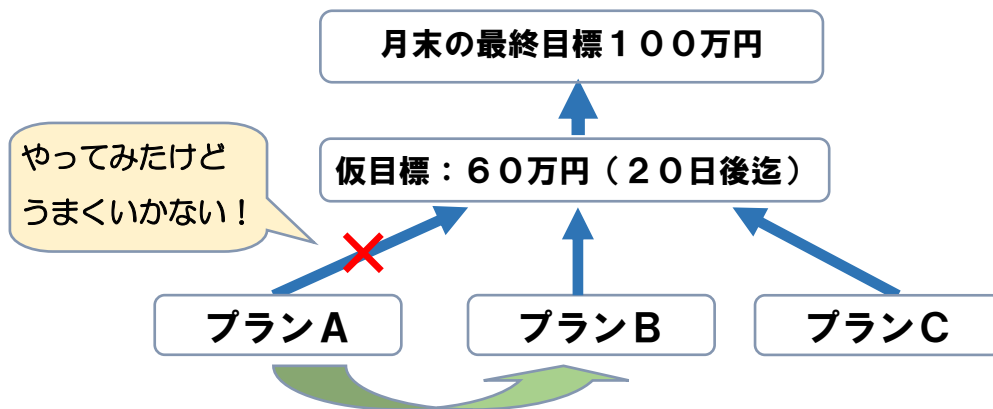 月末の最終目標１００万円
やってみたけど
うまくいかない！
仮目標：６０万円（２０日後迄）
プランＡ
プランＢ
プランＣ